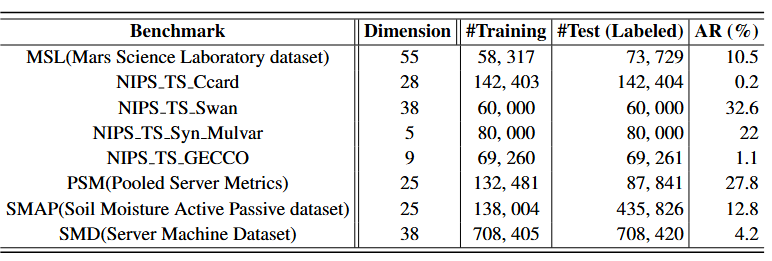 Benchmark Dimension #Training #Test (Labeled) AR (%)
MSL(Mars Science Laboratory dataset) 55 58, 317 73, 729 10.5
NIPS_TS_Ccard 28 142, 403 142, 404 0.2
NIPS_TS_Swan 38 60, 000 60, 000 32.6
NIPS_TS_Syn_Mulvar 5 80, 000 80, 000 22
NIPS_TS_GECCO 9 69, 260 69, 261 1.1
PSM(Pooled Server Metrics) 25 132, 481 87, 841 27.8
SMAP(Soil Moisture Active Passive dataset) 25 138, 004 435, 826 12.8
SMD(Server Machine Dataset) 38 708, 405 708, 420 4.2